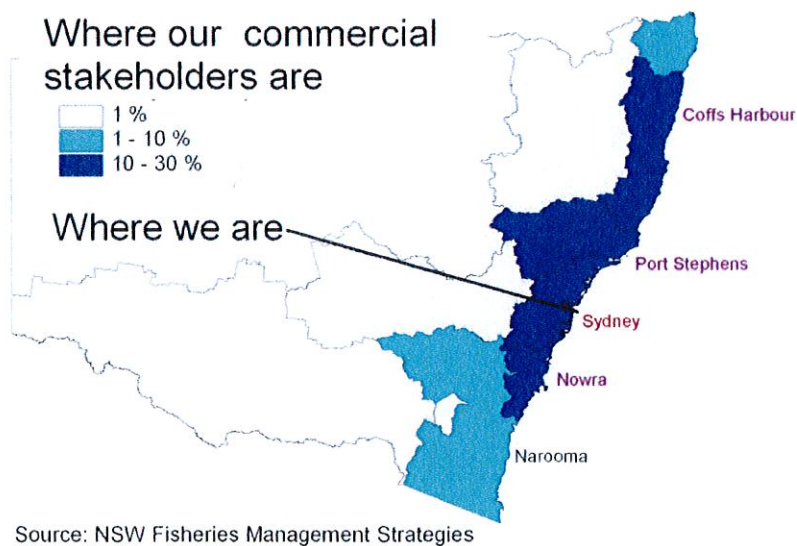 Where our commercial
stakeholders are
1 %
1 - 10 %
10 - 30 %
Coffs Harbour
Where we are
Port Stephens
Sydney
Nowra
Narooma
Source: NSW Fisheries Management Strategies